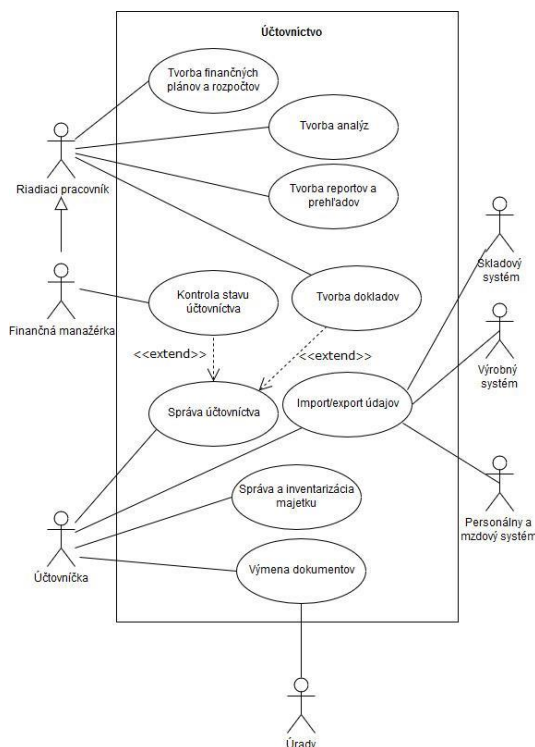 Účtovníctvo
Tvorba finančných
plánov a rozpočtov
Tvorba analýz
Riadiaci pracovník
Tvorba reportov a
prehľadov
Skladový
systém
Finančná manažérka
Kontrola stavu
účtovníctva
Tvorba dokladov
<<extend>>
<<extend>>
Výrobný
systém
Správa účtovníctva
Import/export údajov
Správa a inventarizácia
majetku
Personálny a
mzdový systém
Účtovníčka
Výmena dokumentov
Úrady